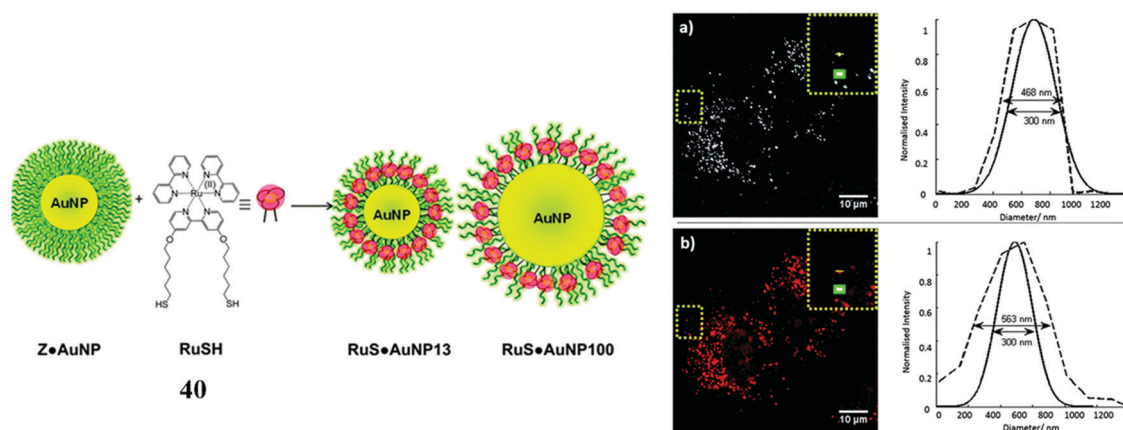 AuNP
+
N
N
N
N
N
N
Ru
(II)
O
O
HS
SH
≡
AuNP
AuNP
Z●AuNP
RuSH
RuS●AuNP13
RuS●AuNP100
40
a)
10 µm
Normalised Intensity
1
0.8
0.6
0.4
0.2
0
468 nm
300 nm
0 200 400 600 800 1000 1200
Diameter/ nm
b)
10 µm
Normalised Intensity
1
0.8
0.6
0.4
0.2
0
563 nm
300 nm
0 200 400 600 800 1000 1200
Diameter/ nm